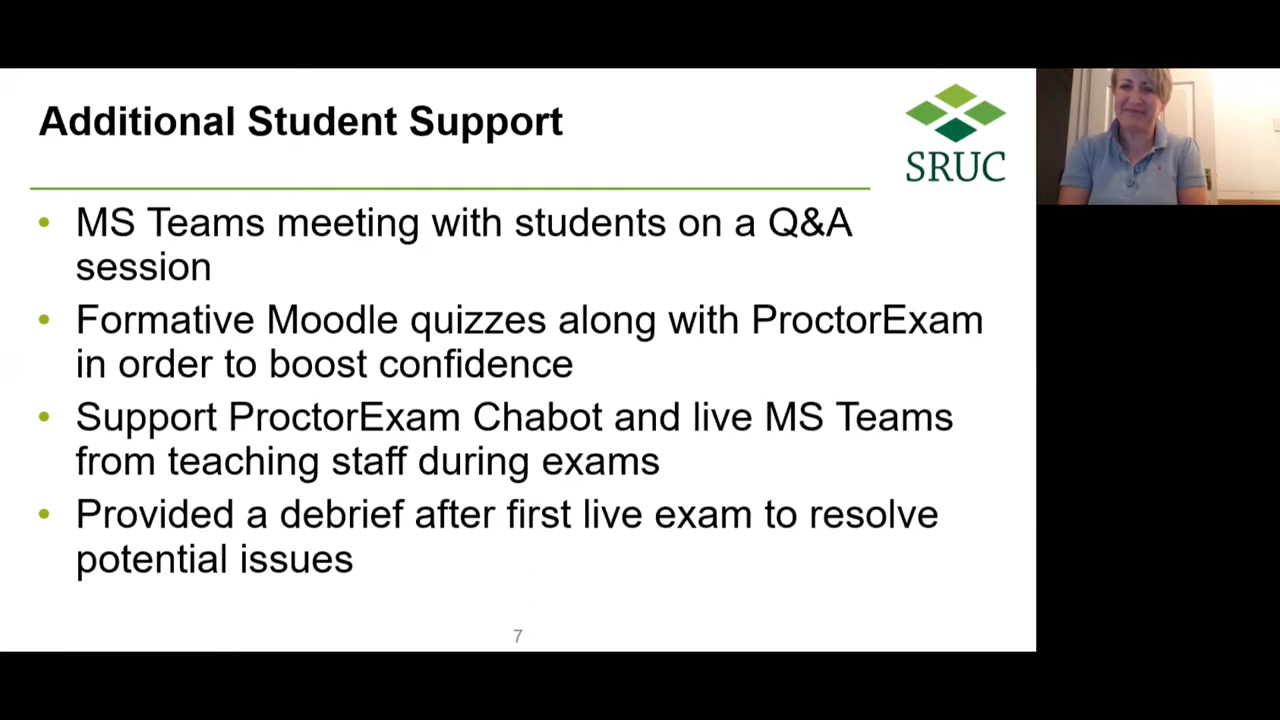 Additional Student Support
SRUC
• MS Teams meeting with students on a Q&A
session
• Formative Moodle quizzes along with ProctorExam
in order to boost confidence
• Support ProctorExam Chabot and live MS Teams
from teaching staff during exams
• Provided a debrief after first live exam to resolve
potential issues
7